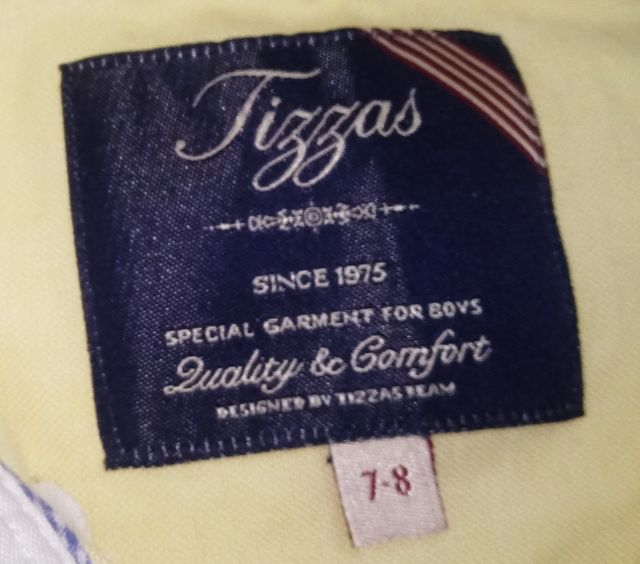 Tizzas
SINCE 1975
SPECIAL GARMENT FOR BOYS
Quality & Comfort
DESIGNED BY TIZZAS TEAM
7-8